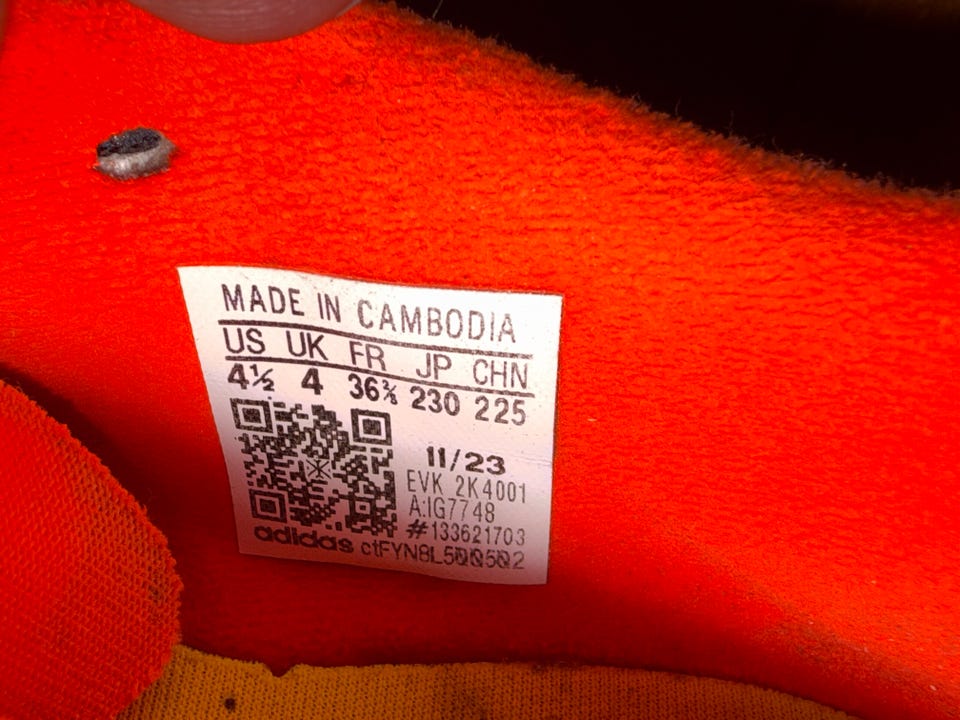 MADE IN CAMBODIA
US UK FR JP CHN
4½ 4 36⅔ 230 225
11/23
EVK 2K4001
A:IG7748
#133621703
adidas ctFYN8L5QQ5Q2